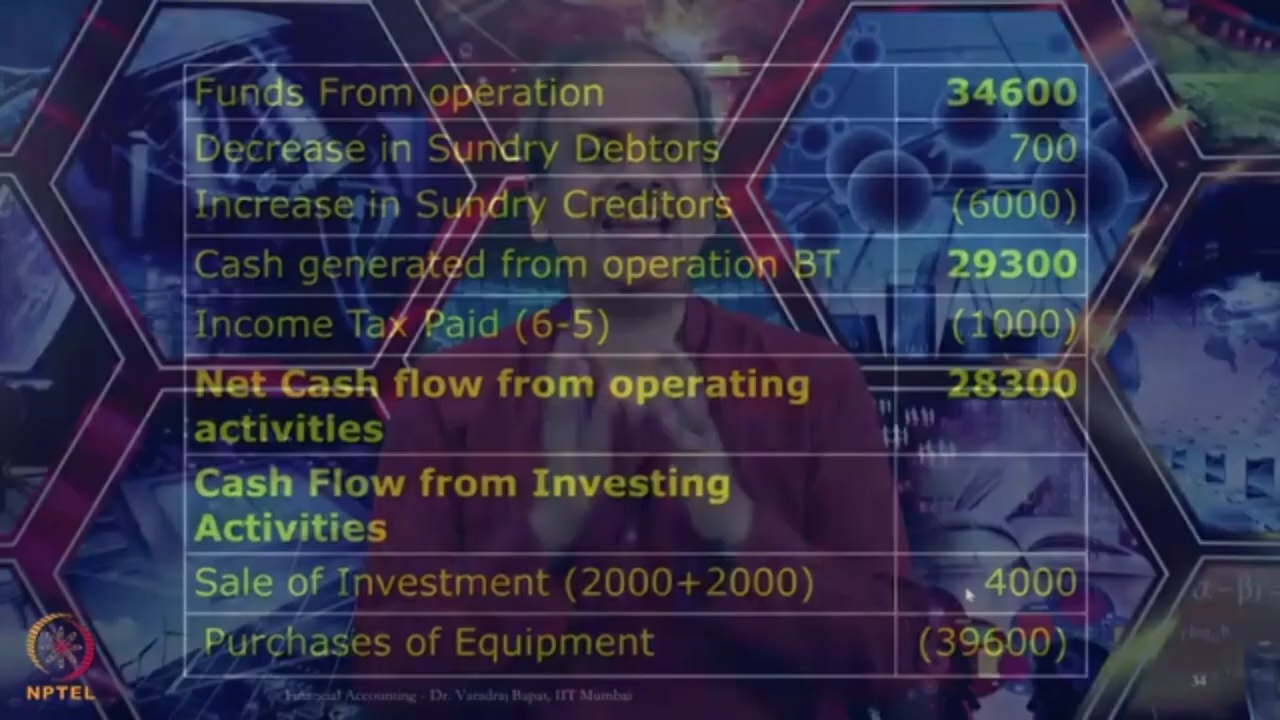 Funds From operation 34600
Decrease in Sundry Debtors 700
Increase in Sundry Creditors (6000)
Cash generated from operation BT 29300
Income Tax Paid (6-5) (1000)
Net Cash flow from operating 28300
activities
Cash Flow from Investing
Activities
Sale of Investment (2000+2000) 4000
Purchases of Equipment (39600)
NPTEL
Financial Accounting - Dr. Varadraj Bapat, IIT Mumbai
34